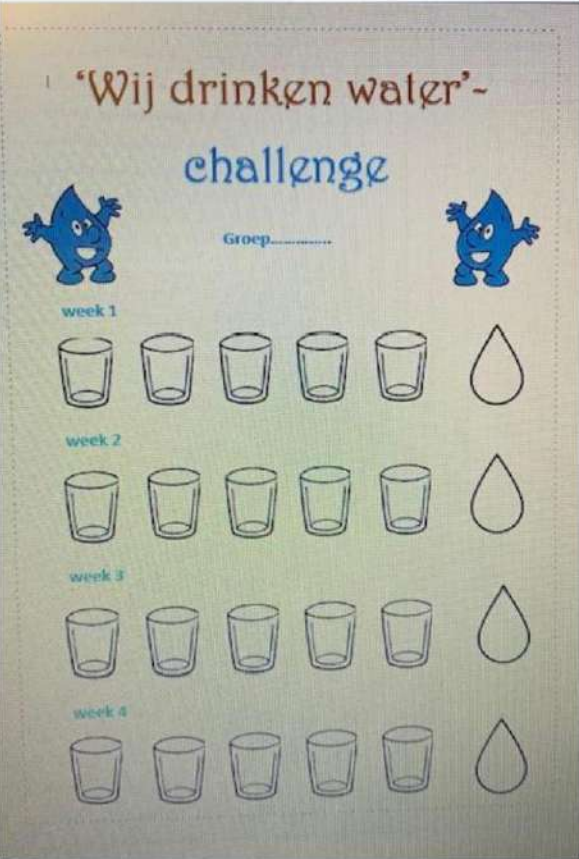 'Wij drinken water'-
challenge
Groep..............
week 1
week 2
week 3
week 4